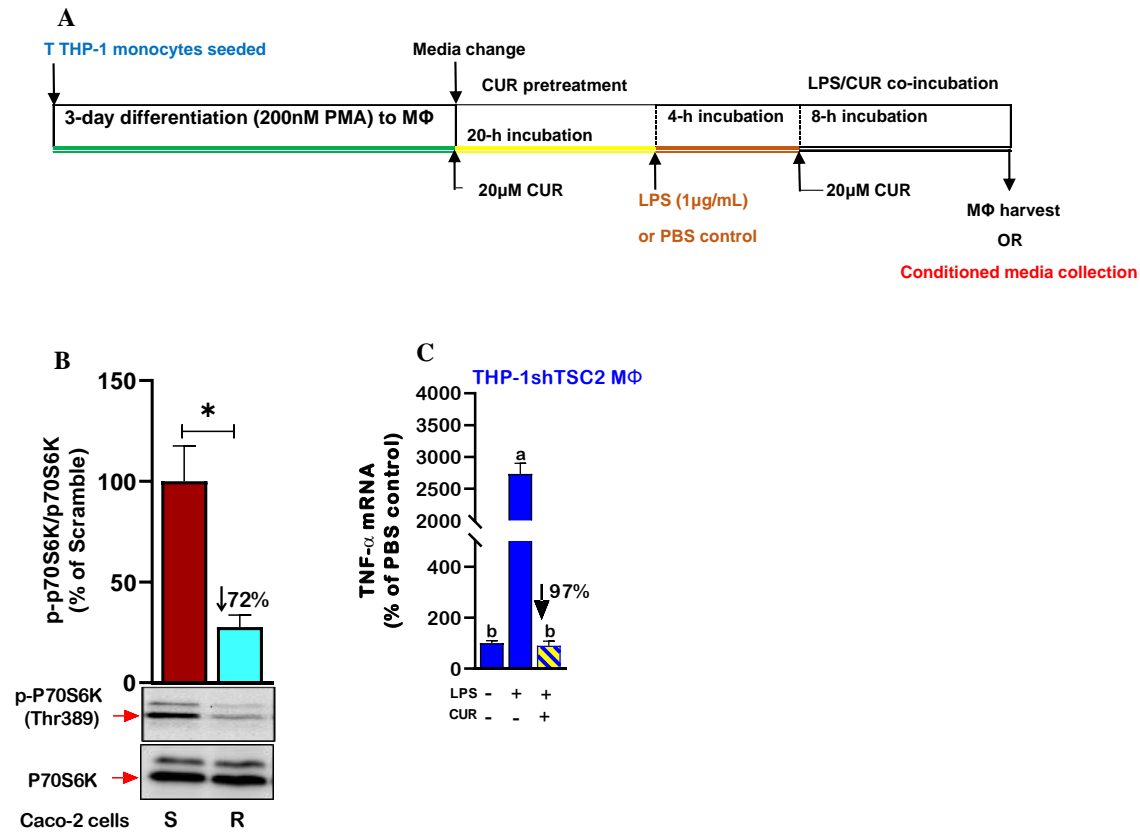 A
T THP-1 monocytes seeded
Media change
CUR pretreatment
LPS/CUR co-incubation
3-day differentiation (200nM PMA) to MΦ
20-h incubation
4-h incubation
8-h incubation
20µM CUR
LPS (1µg/mL)
or PBS control
20µM CUR
MΦ harvest
OR
Conditioned media collection
B
p-p70S6K/p70S6K
(% of Scramble)
150
100
50
0
*
↓72%
p-P70S6K
(Thr389)
P70S6K
Caco-2 cells S R
C
THP-1shTSC2 MΦ
TNF-α mRNA
(% of PBS control)
4000
3500
3000
2500
2000
400
200
0
b
a
97%
b
LPS - + +
CUR - - +